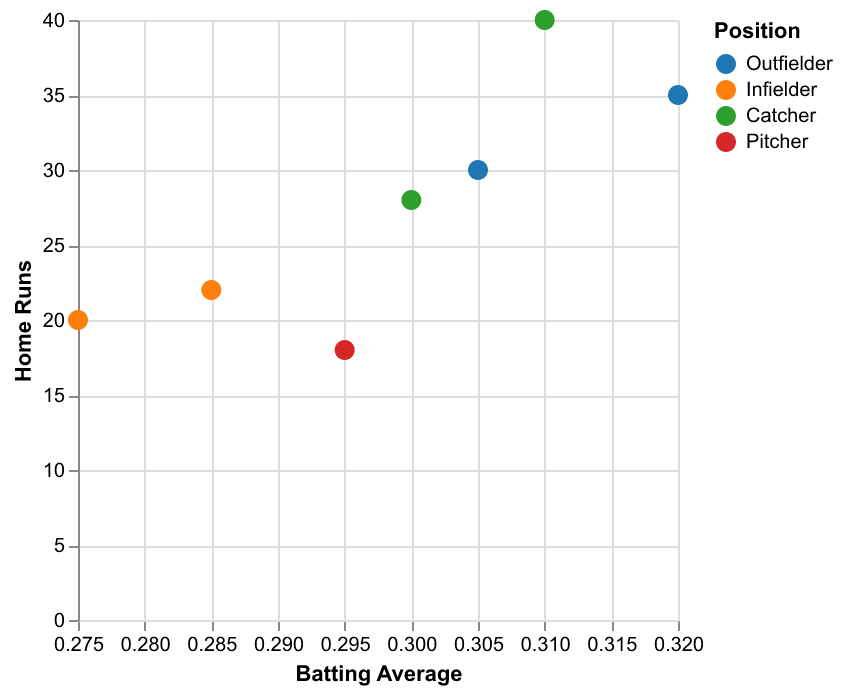 40
35
30
25
20
15
10
5
0
Home Runs
0.275 0.280 0.285 0.290 0.295 0.300 0.305 0.310 0.315 0.320
Batting Average
Position
Outfielder
Infielder
Catcher
Pitcher